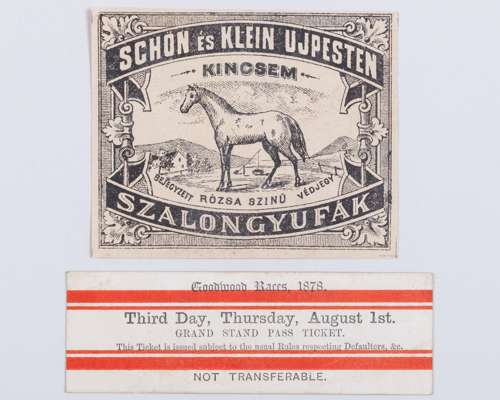 SCHÖN ÉS KLEIN UJPESTEN
KINCSEM
BEJEGYZETT RÓZSA SZINŰ VÉDJEGY
SZALONGYUFÁK
Goodwood Races, 1878.
Third Day, Thursday, August 1st.
GRAND STAND PASS TICKET.
This Ticket is issued subject to the usual Rules respecting Defaulters, &c.
NOT TRANSFERABLE.